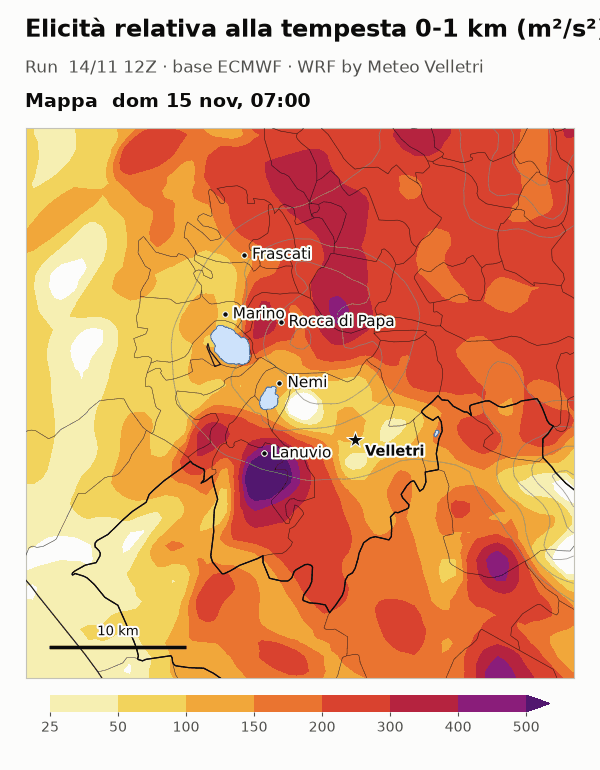 Elicità relativa alla tempesta 0-1 km (m²/s²)
Run 14/11 12Z · base ECMWF · WRF by Meteo Velletri
Mappa dom 15 nov, 07:00
Frascati
Marino
Rocca di Papa
Nemi
Velletri
Lanuvio
10 km
25 50 100 150 200 300 400 500